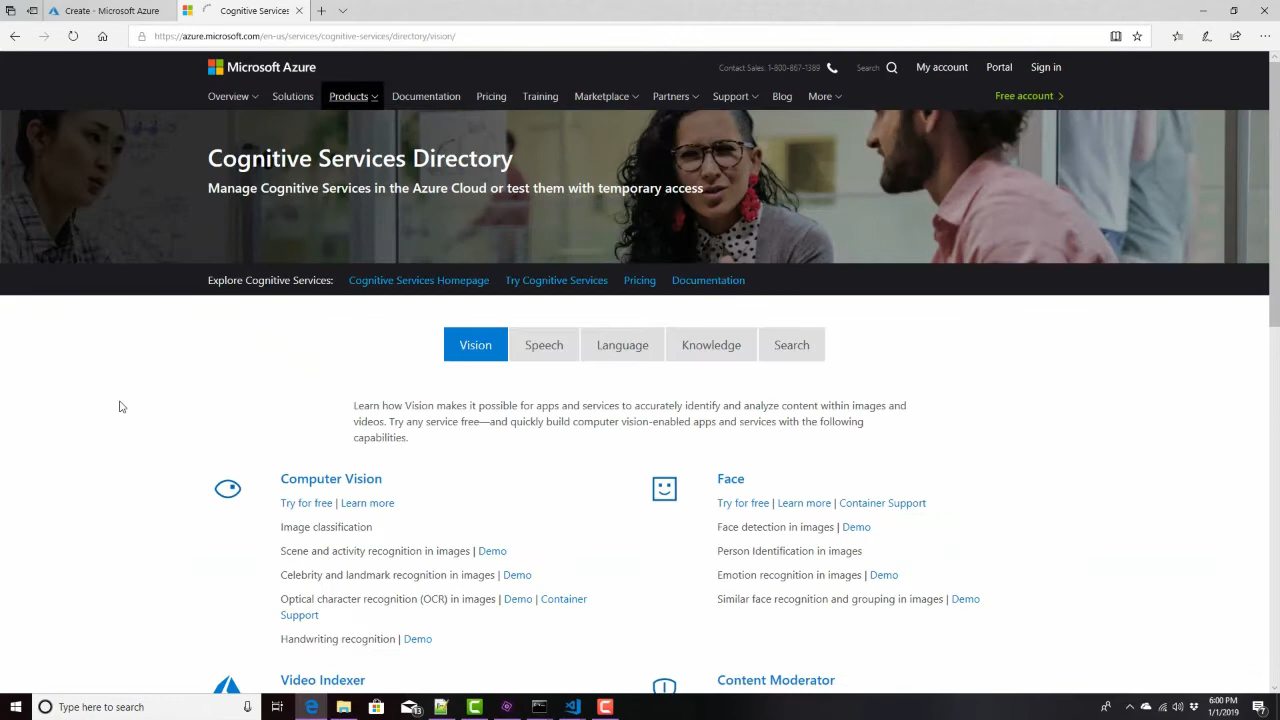 Create - Microsoft Azure
Cognitive Services
https://azure.microsoft.com/en-us/services/cognitive-services/directory/vision/
Microsoft Azure
Contact Sales: 1-800-867-1389
Search
My account
Portal
Sign in
Overview
Solutions
Products
Documentation
Pricing
Training
Marketplace
Partners
Support
Blog
More
Free account
Cognitive Services Directory
Manage Cognitive Services in the Azure Cloud or test them with temporary access
Explore Cognitive Services: Cognitive Services Homepage Try Cognitive Services Pricing Documentation
Vision
Speech
Language
Knowledge
Search
Learn how Vision makes it possible for apps and services to accurately identify and analyze content within images and
videos. Try any service free—and quickly build computer vision-enabled apps and services with the following
capabilities.
Computer Vision
Try for free | Learn more
Image classification
Scene and activity recognition in images | Demo
Celebrity and landmark recognition in images | Demo
Optical character recognition (OCR) in images | Demo | Container
Support
Handwriting recognition | Demo
Face
Try for free | Learn more | Container Support
Face detection in images | Demo
Person Identification in images
Emotion recognition in images | Demo
Similar face recognition and grouping in images | Demo
Video Indexer
Content Moderator
Type here to search
13
6:00 PM
1/1/2019